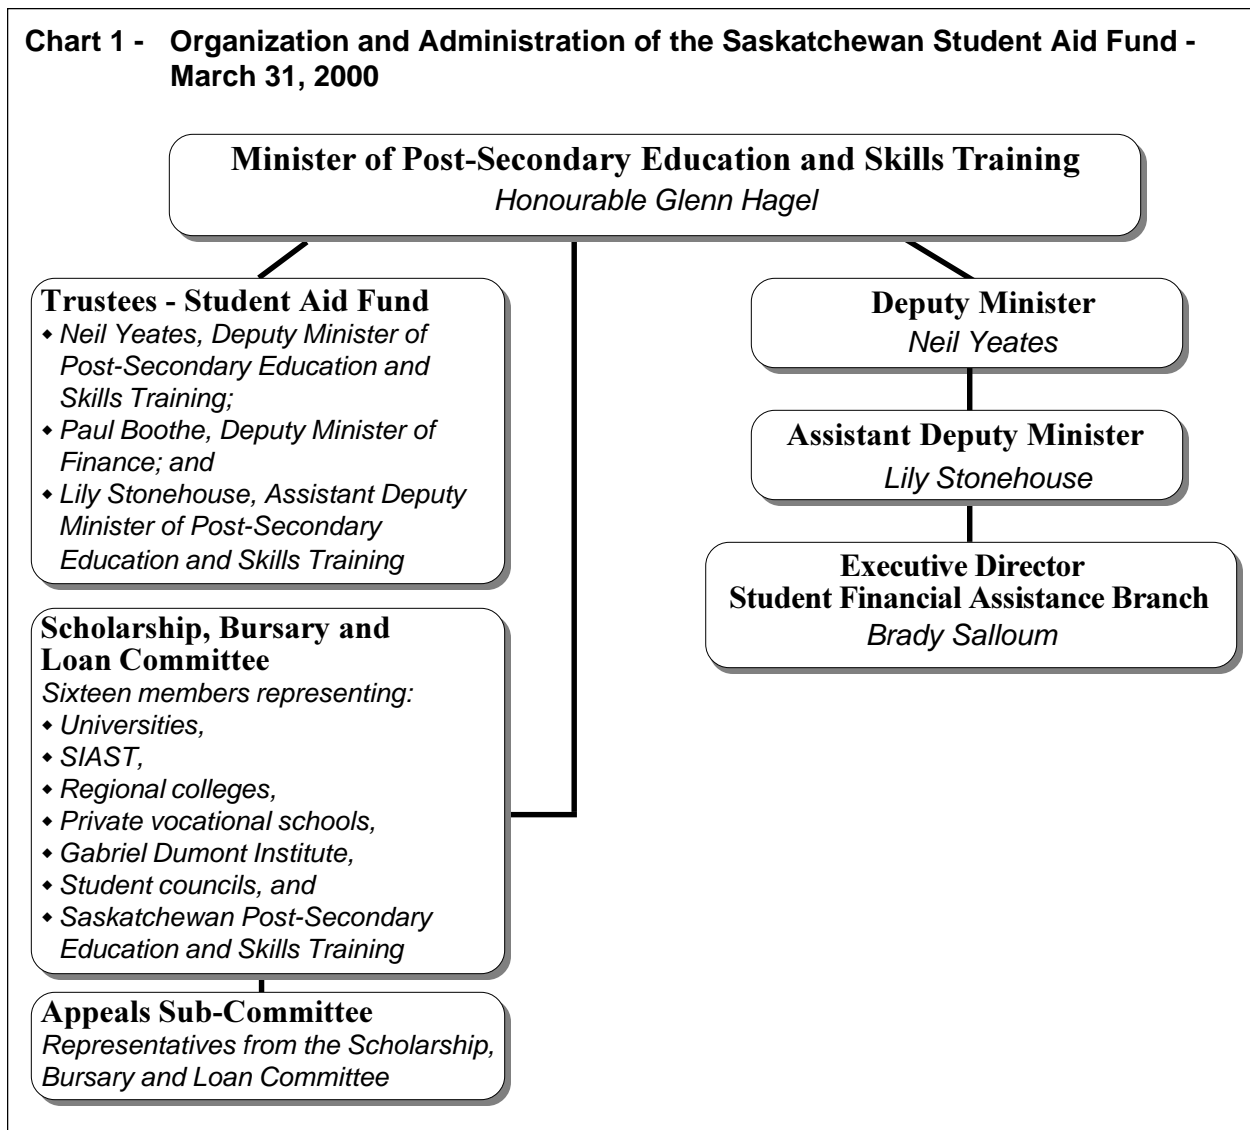 Chart 1 - Organization and Administration of the Saskatchewan Student Aid Fund -
March 31, 2000
Minister of Post-Secondary Education and Skills Training
Honourable Glenn Hagel
Trustees - Student Aid Fund
◆ Neil Yeates, Deputy Minister of
Post-Secondary Education and
Skills Training;
◆ Paul Boothe, Deputy Minister of
Finance; and
◆ Lily Stonehouse, Assistant Deputy
Minister of Post-Secondary
Education and Skills Training
Scholarship, Bursary and
Loan Committee
Sixteen members representing:
◆ Universities,
◆ SIAST,
◆ Regional colleges,
◆ Private vocational schools,
◆ Gabriel Dumont Institute,
◆ Student councils, and
◆ Saskatchewan Post-Secondary
Education and Skills Training
Appeals Sub-Committee
Representatives from the Scholarship,
Bursary and Loan Committee
Deputy Minister
Neil Yeates
Assistant Deputy Minister
Lily Stonehouse
Executive Director
Student Financial Assistance Branch
Brady Salloum